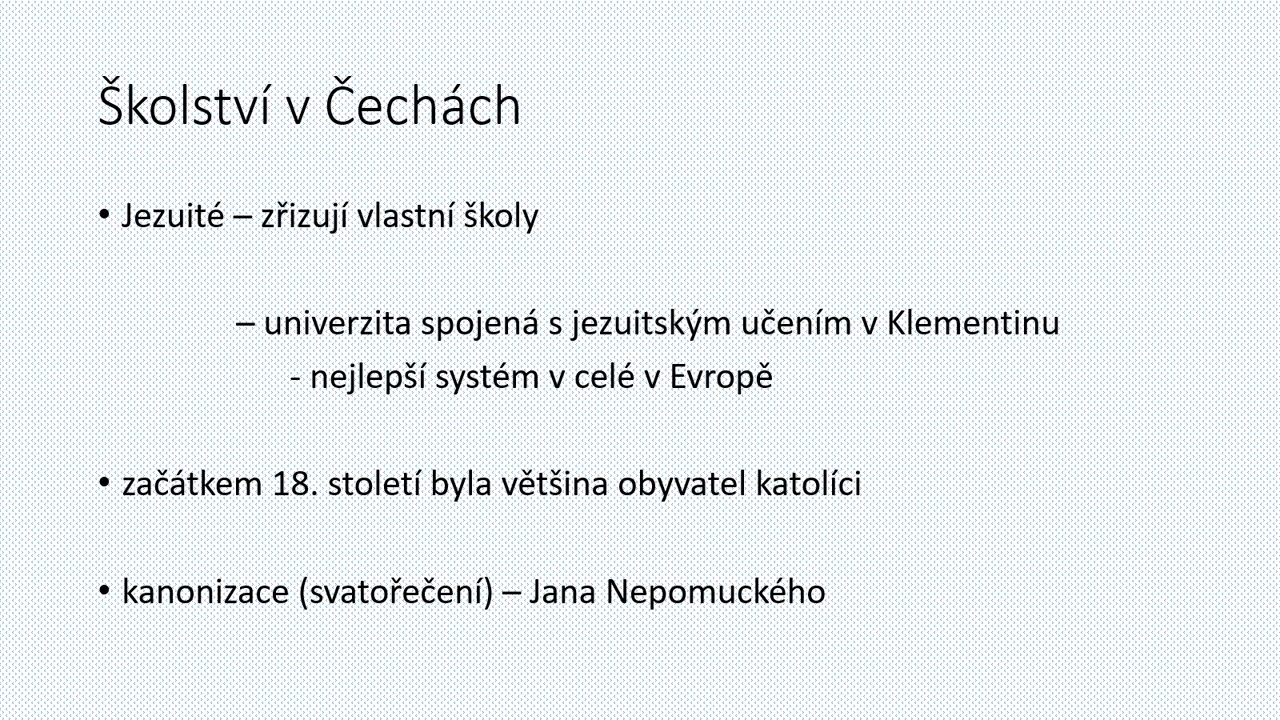 Školství v Čechách
• Jezuité – zřizují vlastní školy
– univerzita spojená s jezuitským učením v Klementinu
- nejlepší systém v celé v Evropě
• začátkem 18. století byla většina obyvatel katolíci
• kanonizace (svatořečení) – Jana Nepomuckého